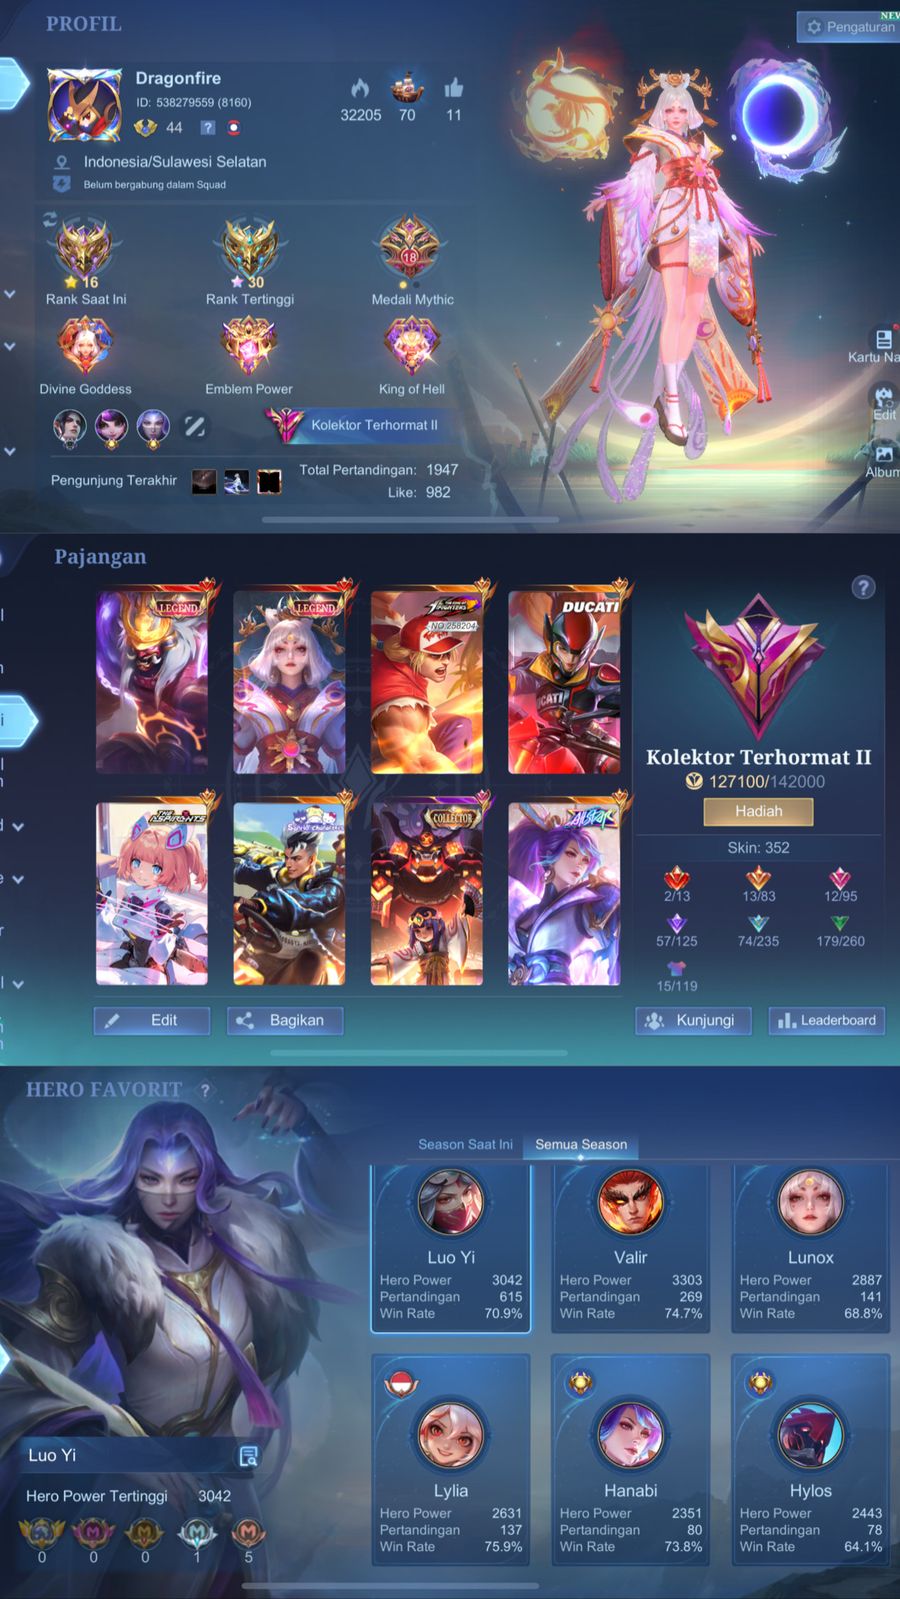 PROFIL
NEW
Pengaturan
Dragonfire
ID: 538279559 (8160)
44
?
32205
70
11
Indonesia/Sulawesi Selatan
Belum bergabung dalam Squad
16
30
18
Rank Saat Ini
Rank Tertinggi
Medali Mythic
Divine Goddess
Emblem Power
King of Hell
Kartu Na
Edit
Album
Kolektor Terhormat II
Pengunjung Terakhir
Total Pertandingan: 1947
Like: 982
Pajangan
?
LEGEND
LEGEND
FIGHTERS
NO.258204
DUCATI
DUCATI
THE ASPIRANTS
Sanrio characters
COLLECTOR
ALLSTAR
Kolektor Terhormat II
127100/142000
Hadiah
Skin: 352
2/13
13/83
12/95
57/125
74/235
179/260
15/119
Edit
Bagikan
Kunjungi
Leaderboard
HERO FAVORIT ?
Season Saat Ini
Semua Season
Luo Yi
Hero Power 3042
Pertandingan 615
Win Rate 70.9%
Valir
Hero Power 3303
Pertandingan 269
Win Rate 74.7%
Lunox
Hero Power 2887
Pertandingan 141
Win Rate 68.8%
Lylia
Hero Power 2631
Pertandingan 137
Win Rate 75.9%
Hanabi
Hero Power 2351
Pertandingan 80
Win Rate 73.8%
Hylos
Hero Power 2443
Pertandingan 78
Win Rate 64.1%
Luo Yi
Hero Power Tertinggi 3042
0
0
0
1
5